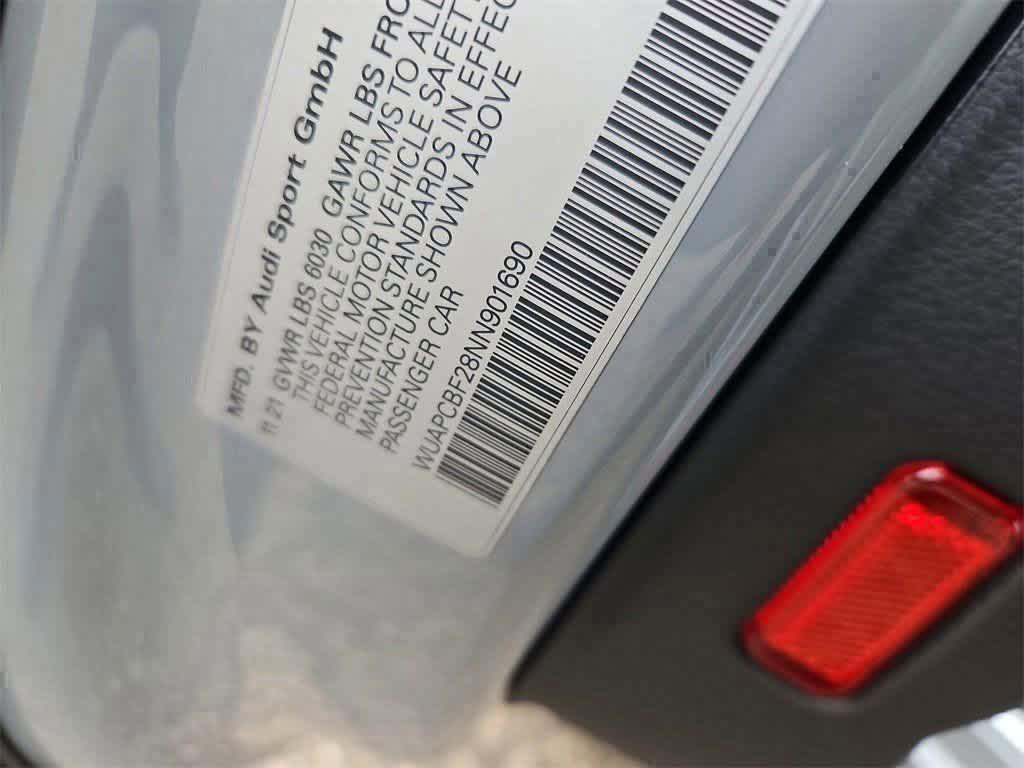 MFD. BY Audi Sport GmbH
11 21 GVWR LBS 6030 GAWR LBS FRO
THIS VEHICLE CONFORMS TO ALL
FEDERAL MOTOR VEHICLE SAFET
PREVENTION STANDARDS IN EFFEC
MANUFACTURE SHOWN ABOVE
PASSENGER CAR
WUAPCBF28NN901690